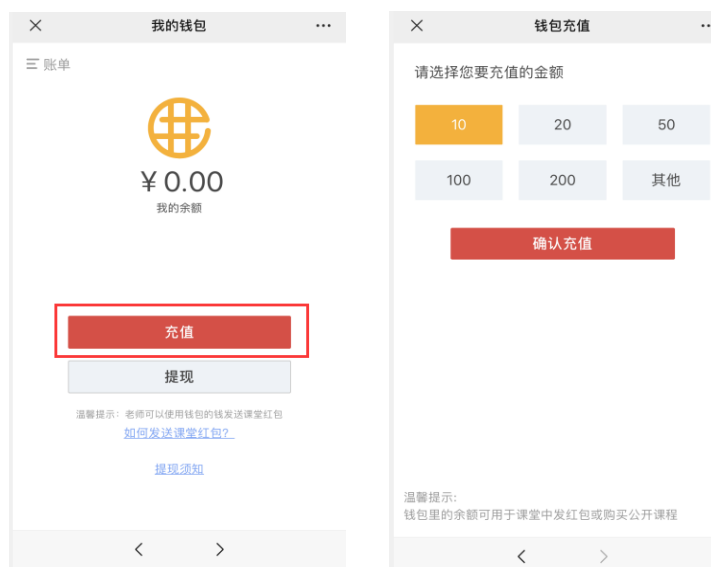 我的钱包
账单
¥ 0.00
我的余额
充值
提现
温馨提示：老师可以使用钱包的钱发送课堂红包
如何发送课堂红包？
提现须知
钱包充值
请选择您要充值的金额
10 20 50
100 200 其他
确认充值
温馨提示:
钱包里的余额可用于课堂中发红包或购买公开课程